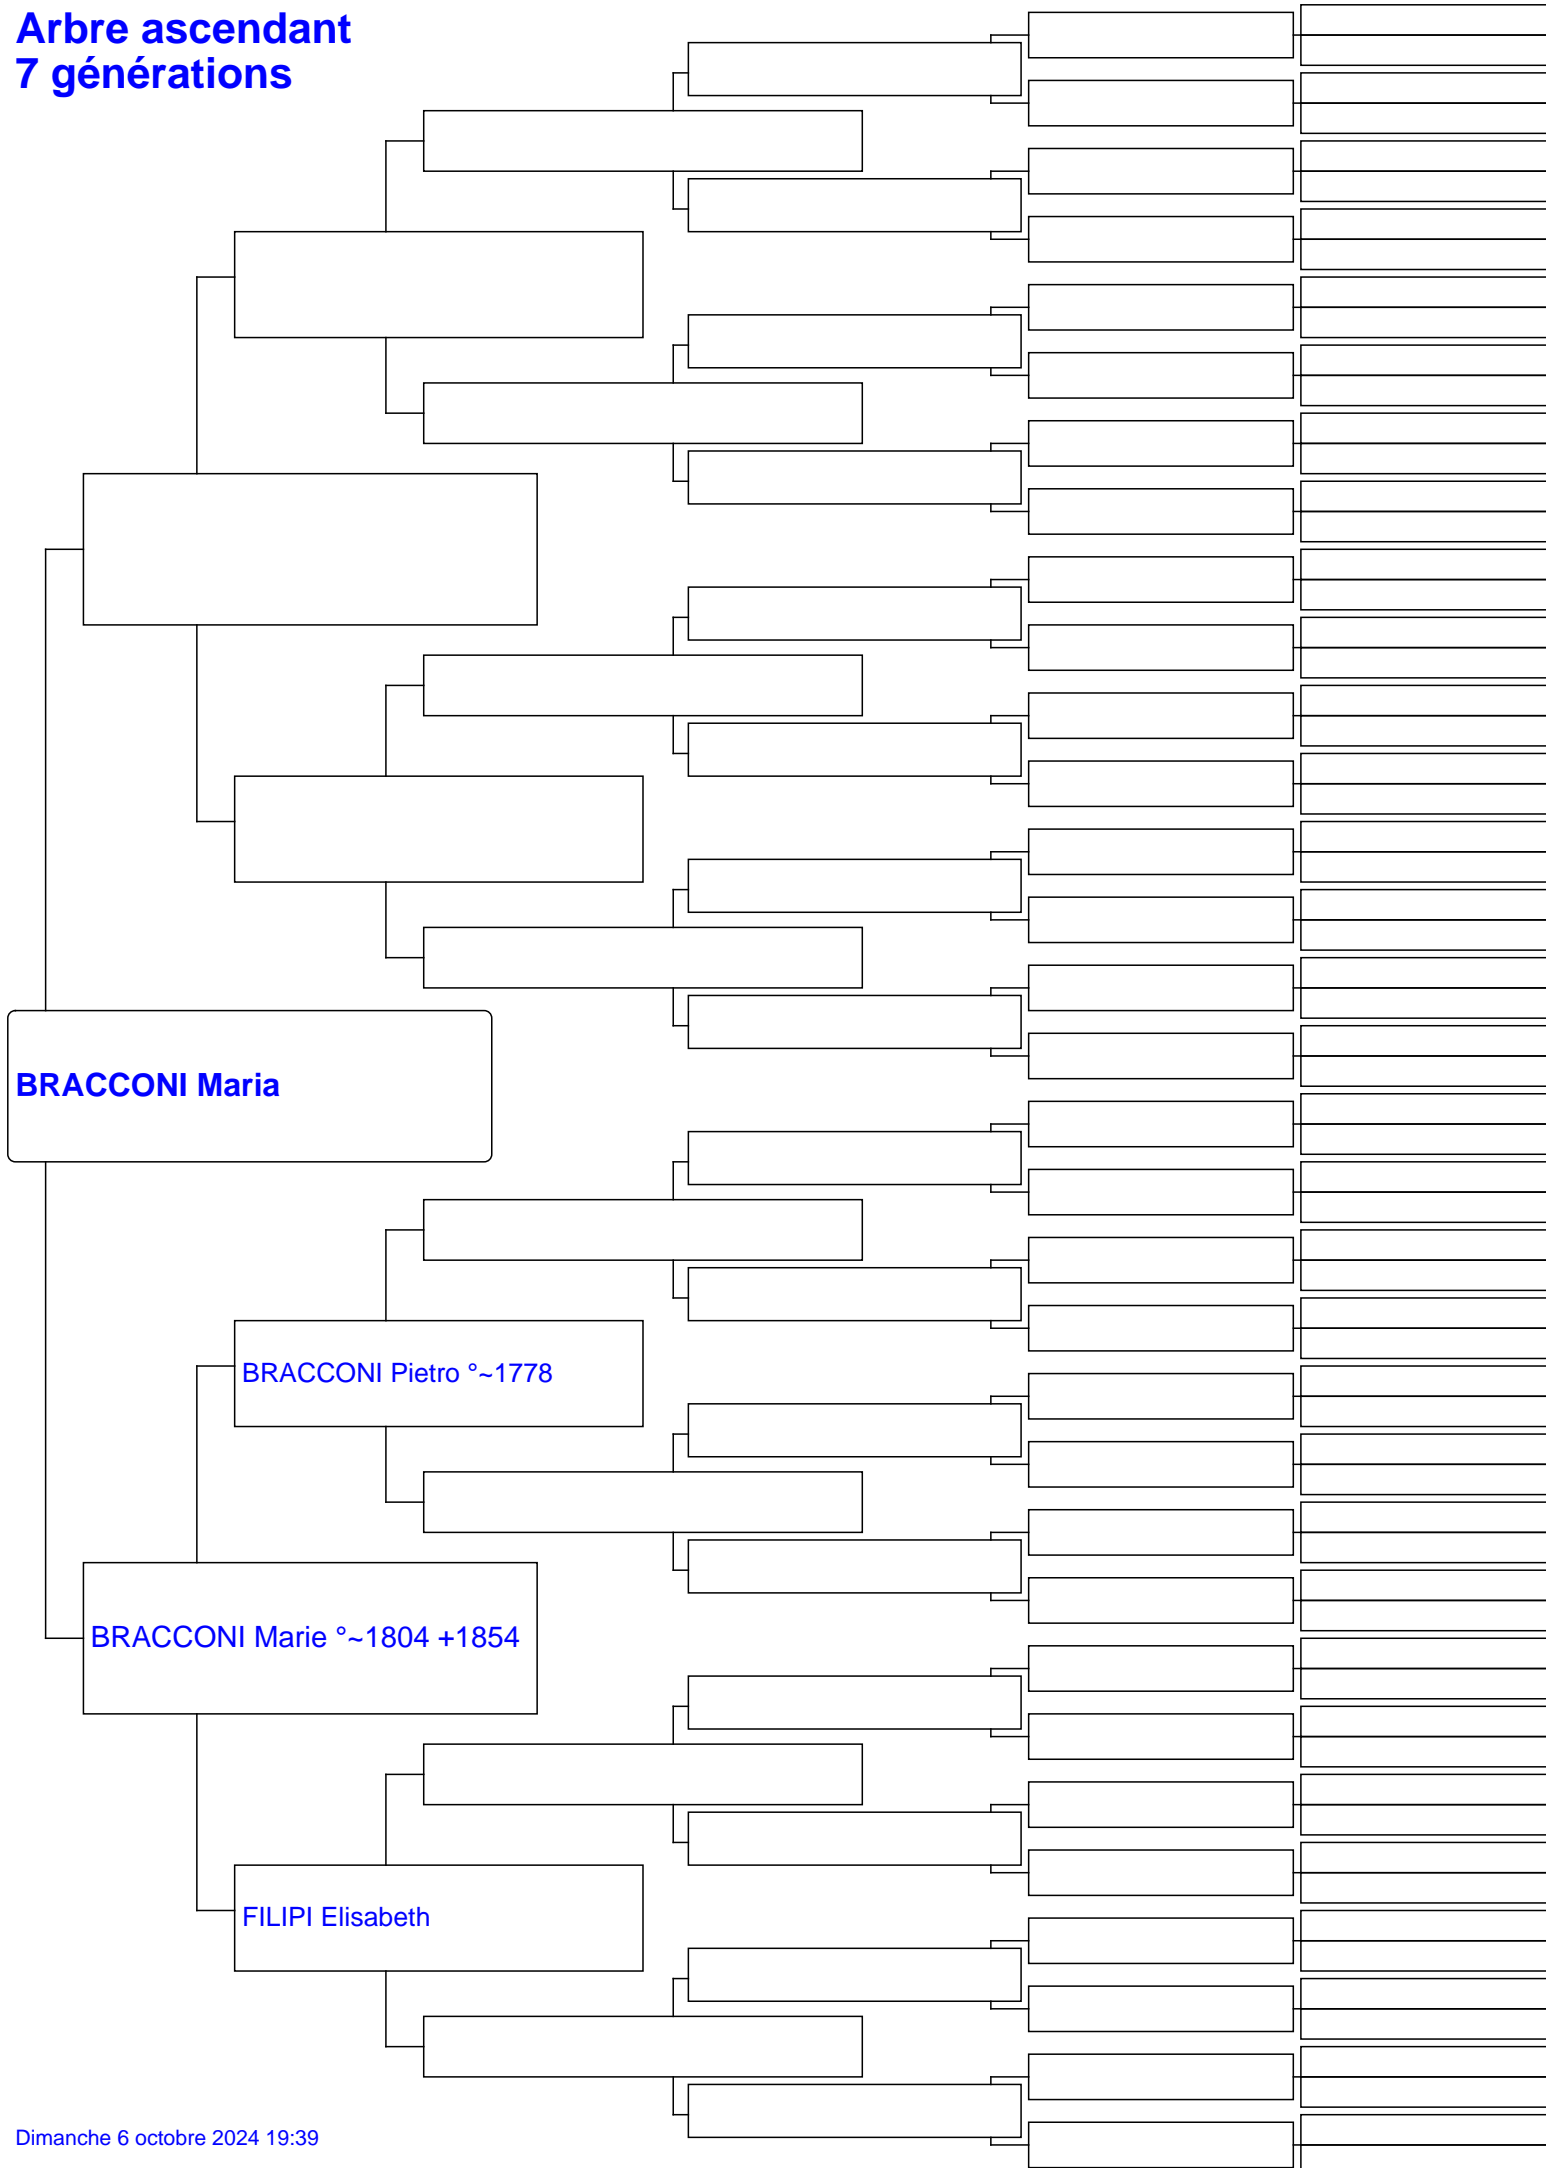 Arbre ascendant
7 générations
BRACCONI Maria
BRACCONI Pietro °~1778
BRACCONI Marie °~1804 +1854
FILIPI Elisabeth
Dimanche 6 octobre 2024 19:39